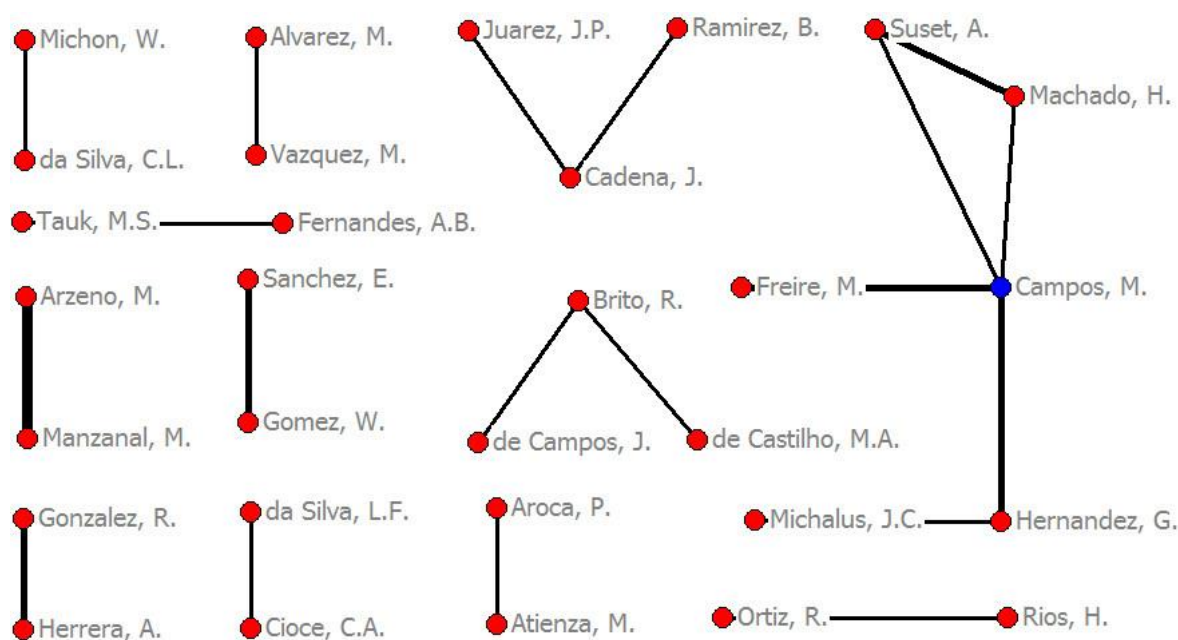 Michon, W.
Alvarez, M.
Juarez, J.P.
Ramirez, B.
Suset, A.
Machado, H.
da Silva, C.L.
Vazquez, M.
Cadena, J.
Tauk, M.S.
Fernandes, A.B.
Arzeno, M.
Sanchez, E.
Brito, R.
Freire, M.
Campos, M.
Manzanal, M.
Gomez, W.
de Campos, J.
de Castilho, M.A.
Gonzalez, R.
da Silva, L.F.
Aroca, P.
Michalus, J.C.
Hernandez, G.
Herrera, A.
Cioce, C.A.
Atienza, M.
Ortiz, R.
Rios, H.